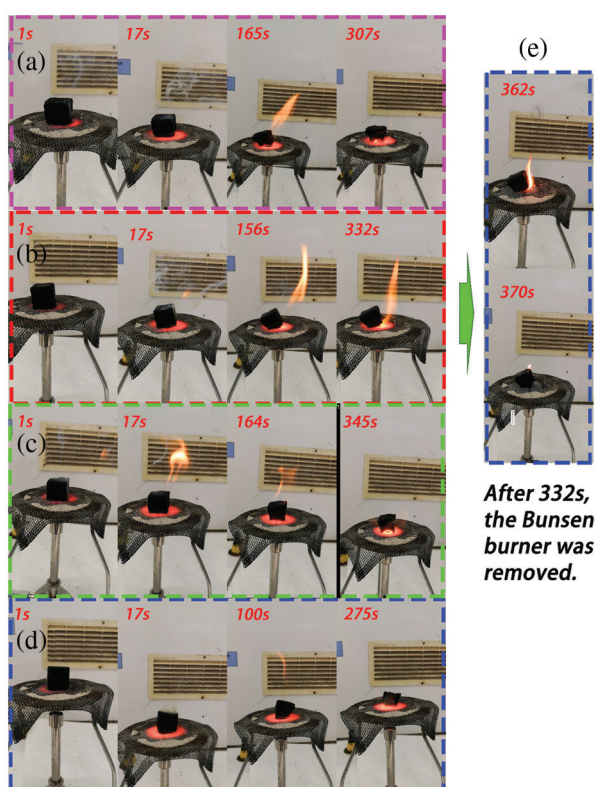 1s 17s 165s 307s
(a)
1s 17s 156s 332s
(b)
1s 17s 164s 345s
(c)
1s 17s 100s 275s
(d)
(e)
362s
370s
After 332s,
the Bunsen
burner was
removed.